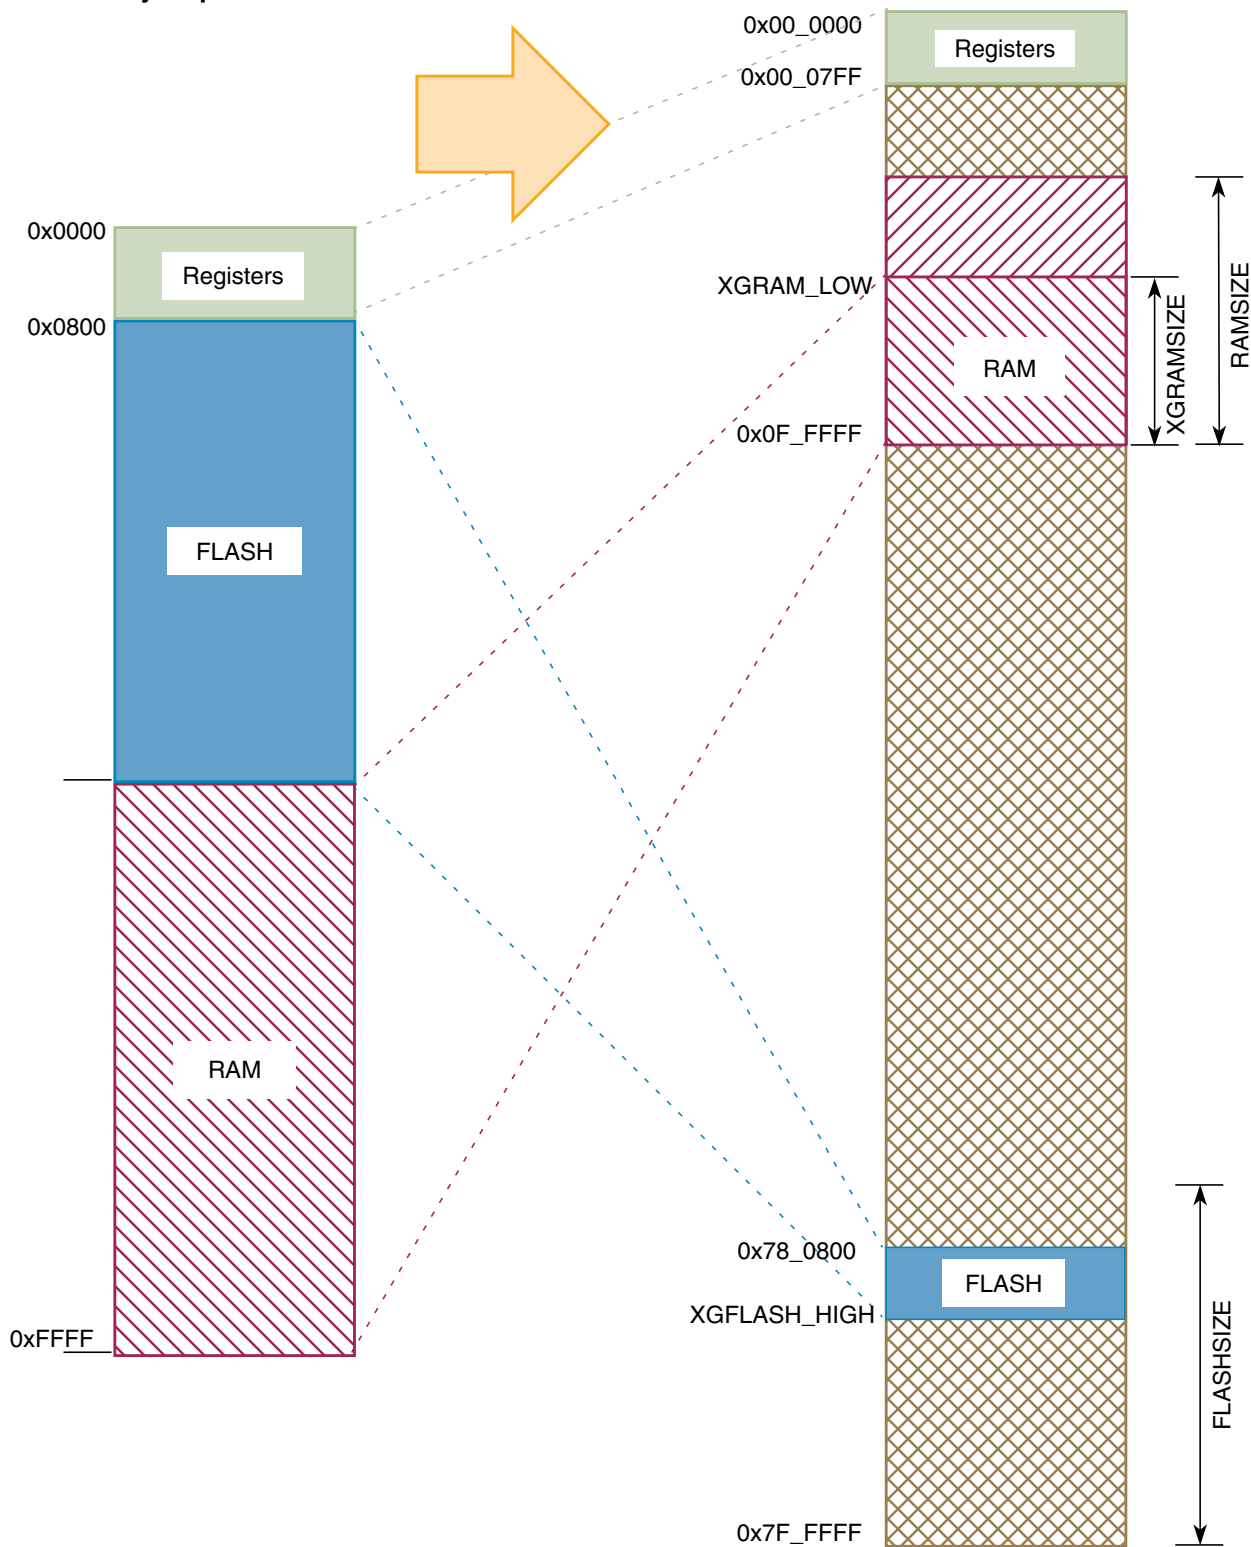 0x00_0000
Registers
0x00_07FF
0x0000
Registers
0x0800
XGRAM_LOW
RAM
XGRAMSIZE
RAMSIZE
0x0F_FFFF
FLASH
RAM
0x78_0800
FLASH
XGFLASH_HIGH
0xFFFF
FLASHSIZE
0x7F_FFFF